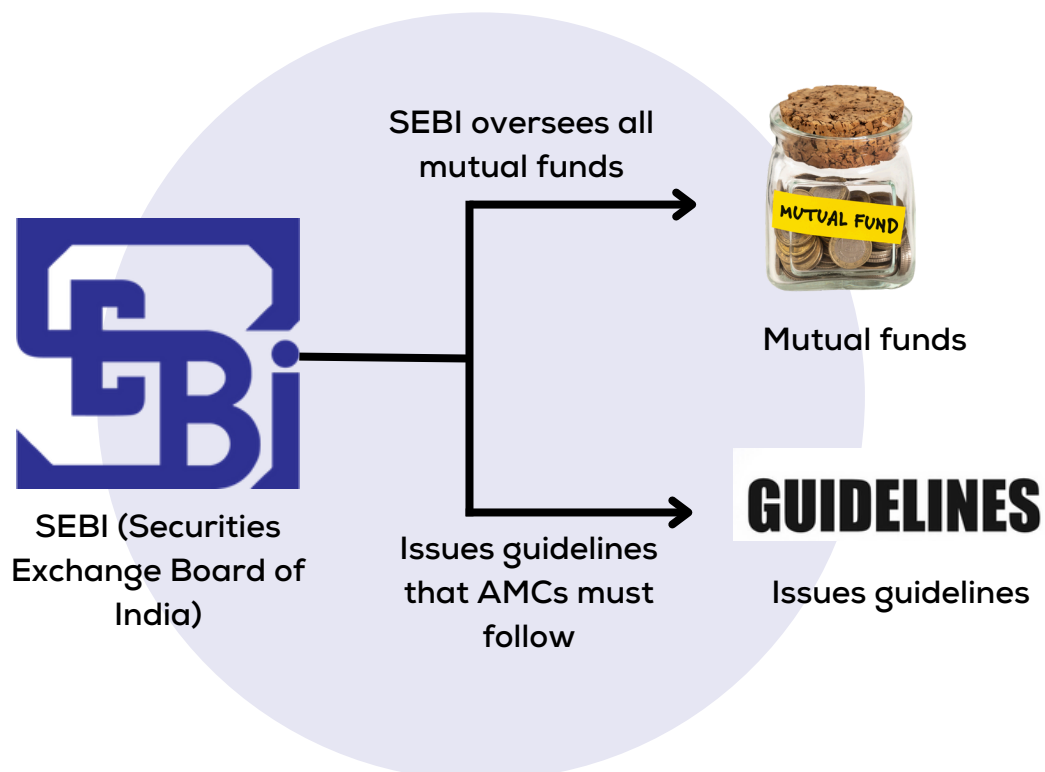 SEBI oversees all
mutual funds
MUTUAL FUND
Mutual funds
SEBi
SEBI (Securities
Exchange Board of
India)
GUIDELINES
Issues guidelines
that AMCs must
follow
Issues guidelines